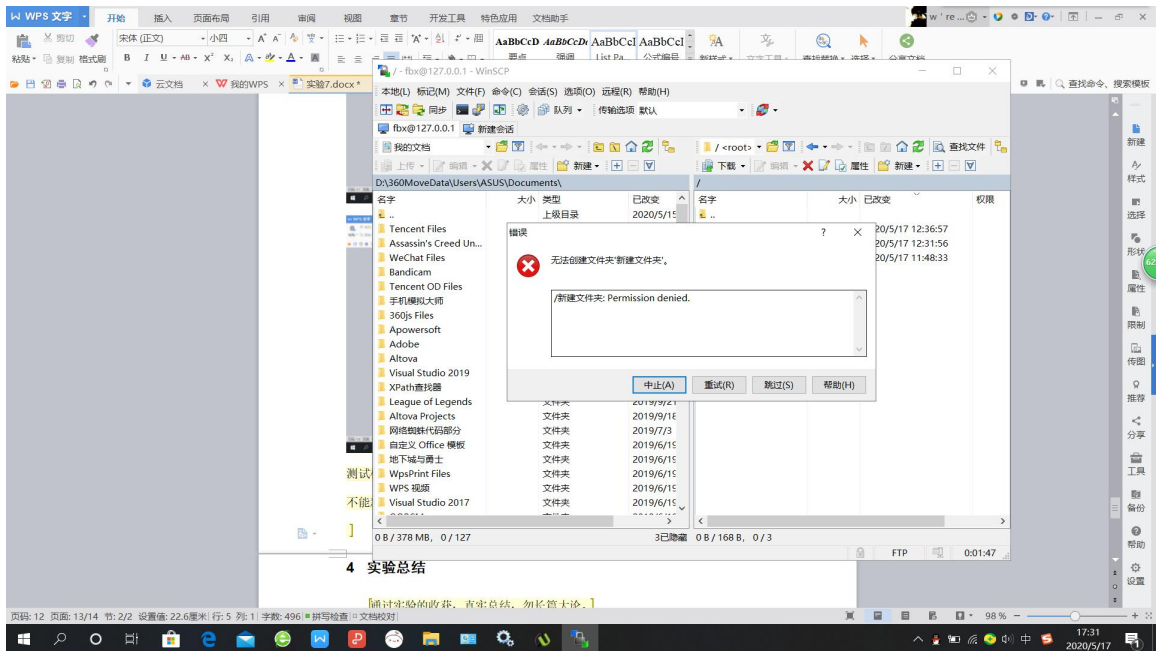 W WPS 文字 开始 插入 页面布局 引用 审阅 视图 章节 开发工具 特色应用 文档助手 w ' re ...
剪切 宋体 (正文) 小四 AaBbCcD AaBbCcDc AaBbCcI AaBbCcI
粘贴 复制 格式刷 B I U AB X² X₂ A A 要点 强调 List Pa... 公式编号 新样式 文字工具 查找替换 选择 分享文档
云文档 × 我的WPS × 实验7.docx * 查找命令、搜索模板
/ - fbx@127.0.0.1 - WinSCP
本地(L) 标记(M) 文件(F) 命令(C) 会话(S) 选项(O) 远程(R) 帮助(H)
同步 队列 传输选项 默认
fbx@127.0.0.1 新建会话
我的文档 / <root> 查找文件
上传 编辑 属性 新建 下载 编辑 属性 新建
D:\360MoveData\Users\ASUS\Documents\ /
名字 大小 类型 已改变 名字 大小 已改变 权限
.. 上级目录 2020/5/15 ..
Tencent Files
Assassin's Creed Un...
WeChat Files
Bandicam
Tencent OD Files
手机模拟大师
360js Files
Apowersoft
Adobe
Altova
Visual Studio 2019
XPath查找器
League of Legends 文件夹 2019/9/21
Altova Projects 文件夹 2019/9/18
网络蜘蛛代码部分 文件夹 2019/7/3
自定义 Office 模板 文件夹 2019/6/19
地下城与勇士 文件夹 2019/6/19
WpsPrint Files 文件夹 2019/6/19
WPS 视频 文件夹 2019/6/19
Visual Studio 2017 文件夹 2019/6/19
20/5/17 12:36:57
20/5/17 12:31:56
20/5/17 11:48:33
错误 ? ×
无法创建文件夹'新建文件夹'。
/新建文件夹: Permission denied.
中止(A) 重试(R) 跳过(S) 帮助(H)
0 B / 378 MB, 0 / 127 3已隐藏 0 B / 168 B, 0 / 3
FTP 0:01:47
测试
不能
]
4 实验总结
[通过实验的收获，真实总结，勿长篇大论。]
新建
样式
选择
形状
62
属性
限制
传图
推荐
分享
工具
备份
帮助
设置
页码: 12 页面: 13/14 节: 2/2 设置值: 22.6厘米 行: 5 列: 1 字数: 496 拼写检查 文档校对 98 %
中 17:31
2020/5/17